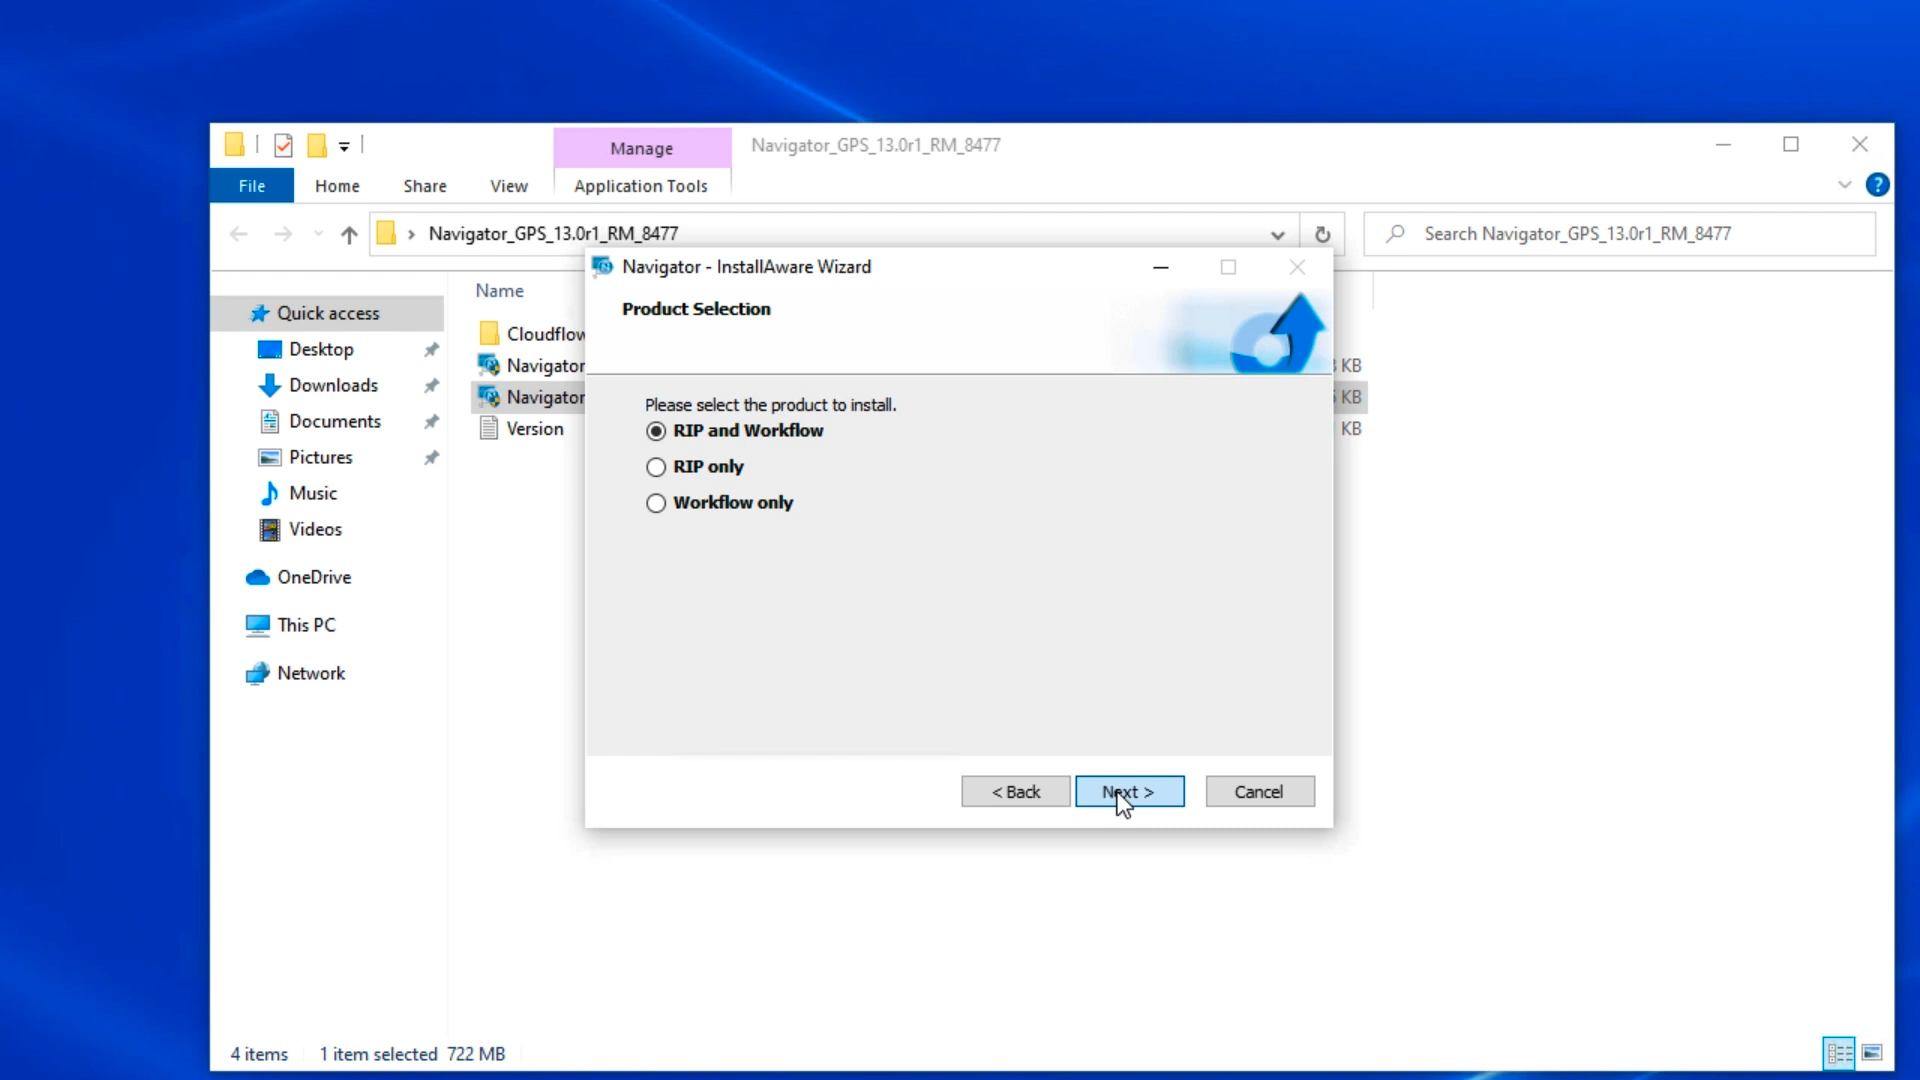 Manage
Navigator_GPS_13.0r1_RM_8477
File
Home
Share
View
Application Tools
Navigator_GPS_13.0r1_RM_8477
Search Navigator_GPS_13.0r1_RM_8477
Quick access
Desktop
Downloads
Documents
Pictures
Music
Videos
OneDrive
This PC
Network
Name
Cloudflow
Navigator
KB
Navigator
KB
Version
KB
Navigator - InstallAware Wizard
Product Selection
Please select the product to install.
RIP and Workflow
RIP only
Workflow only
< Back
Next >
Cancel
4 items
1 item selected 722 MB